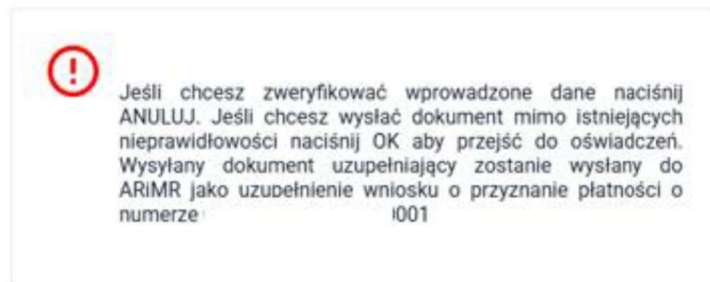 Jeśli chcesz zweryfikować wprowadzone dane naciśnij
ANULUJ. Jeśli chcesz wysłać dokument mimo istniejących
nieprawidłowości naciśnij OK aby przejść do oświadczeń.
Wysyłany dokument uzupełniający zostanie wysłany do
ARiMR jako uzupełnienie wniosku o przyznanie płatności o
numerze 001